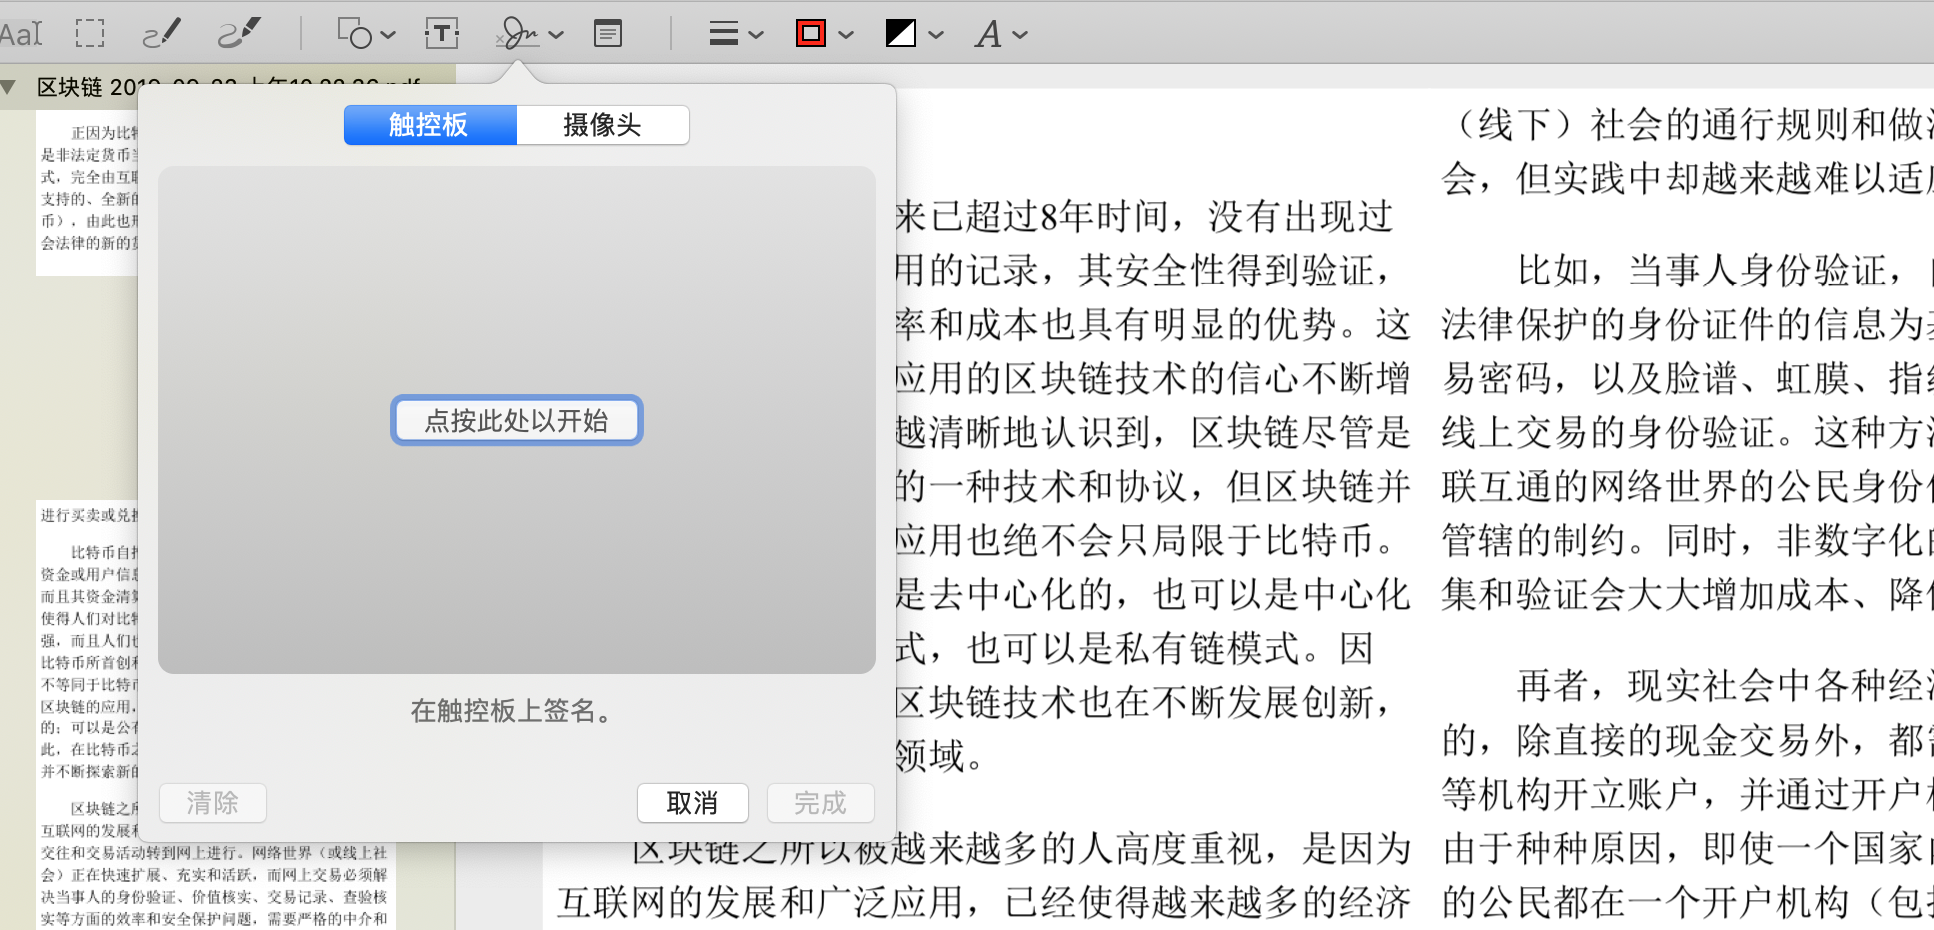 Aa
T
A
区块链 2019-09-23 上午10.22.26.pdf
正因为比
是非法定货币
式，完全由互
支持的、全新的
币），由此也
会法律的新的
进行买卖或兑
比特币自
资金或用户信
而且其资金清
使得人们对比
强，而且人们
比特币所首创
不等同于比特
区块链的应用，
的；可以是公
此，在比特币之
并不断探索新的
区块链之
互联网的发展
交往和交易活动转到网上进行。网络世界（或线上社
会）正在快速扩展、充实和活跃，而网上交易必须解
决当事人的身份验证、价值核实、交易记录、查验核
实等方面的效率和安全保护问题，需要严格的中介和
触控板
摄像头
点按此处以开始
在触控板上签名。
清除
取消
完成
来已超过8年时间，没有出现过
用的记录，其安全性得到验证，
率和成本也具有明显的优势。这
应用的区块链技术的信心不断增
越清晰地认识到，区块链尽管是
的一种技术和协议，但区块链并
应用也绝不会只局限于比特币。
是去中心化的，也可以是中心化
式，也可以是私有链模式。因
区块链技术也在不断发展创新，
领域。
区块链之所以被越来越多的人高度重视，是因为
互联网的发展和广泛应用，已经使得越来越多的经济
（线下）社会的通行规则和做
会，但实践中却越来越难以适
比如，当事人身份验证，
法律保护的身份证件的信息为
易密码，以及脸谱、虹膜、指
线上交易的身份验证。这种方
联互通的网络世界的公民身份
管辖的制约。同时，非数字化
集和验证会大大增加成本、降
再者，现实社会中各种经
的，除直接的现金交易外，都
等机构开立账户，并通过开户
由于种种原因，即使一个国家
的公民都在一个开户机构（包